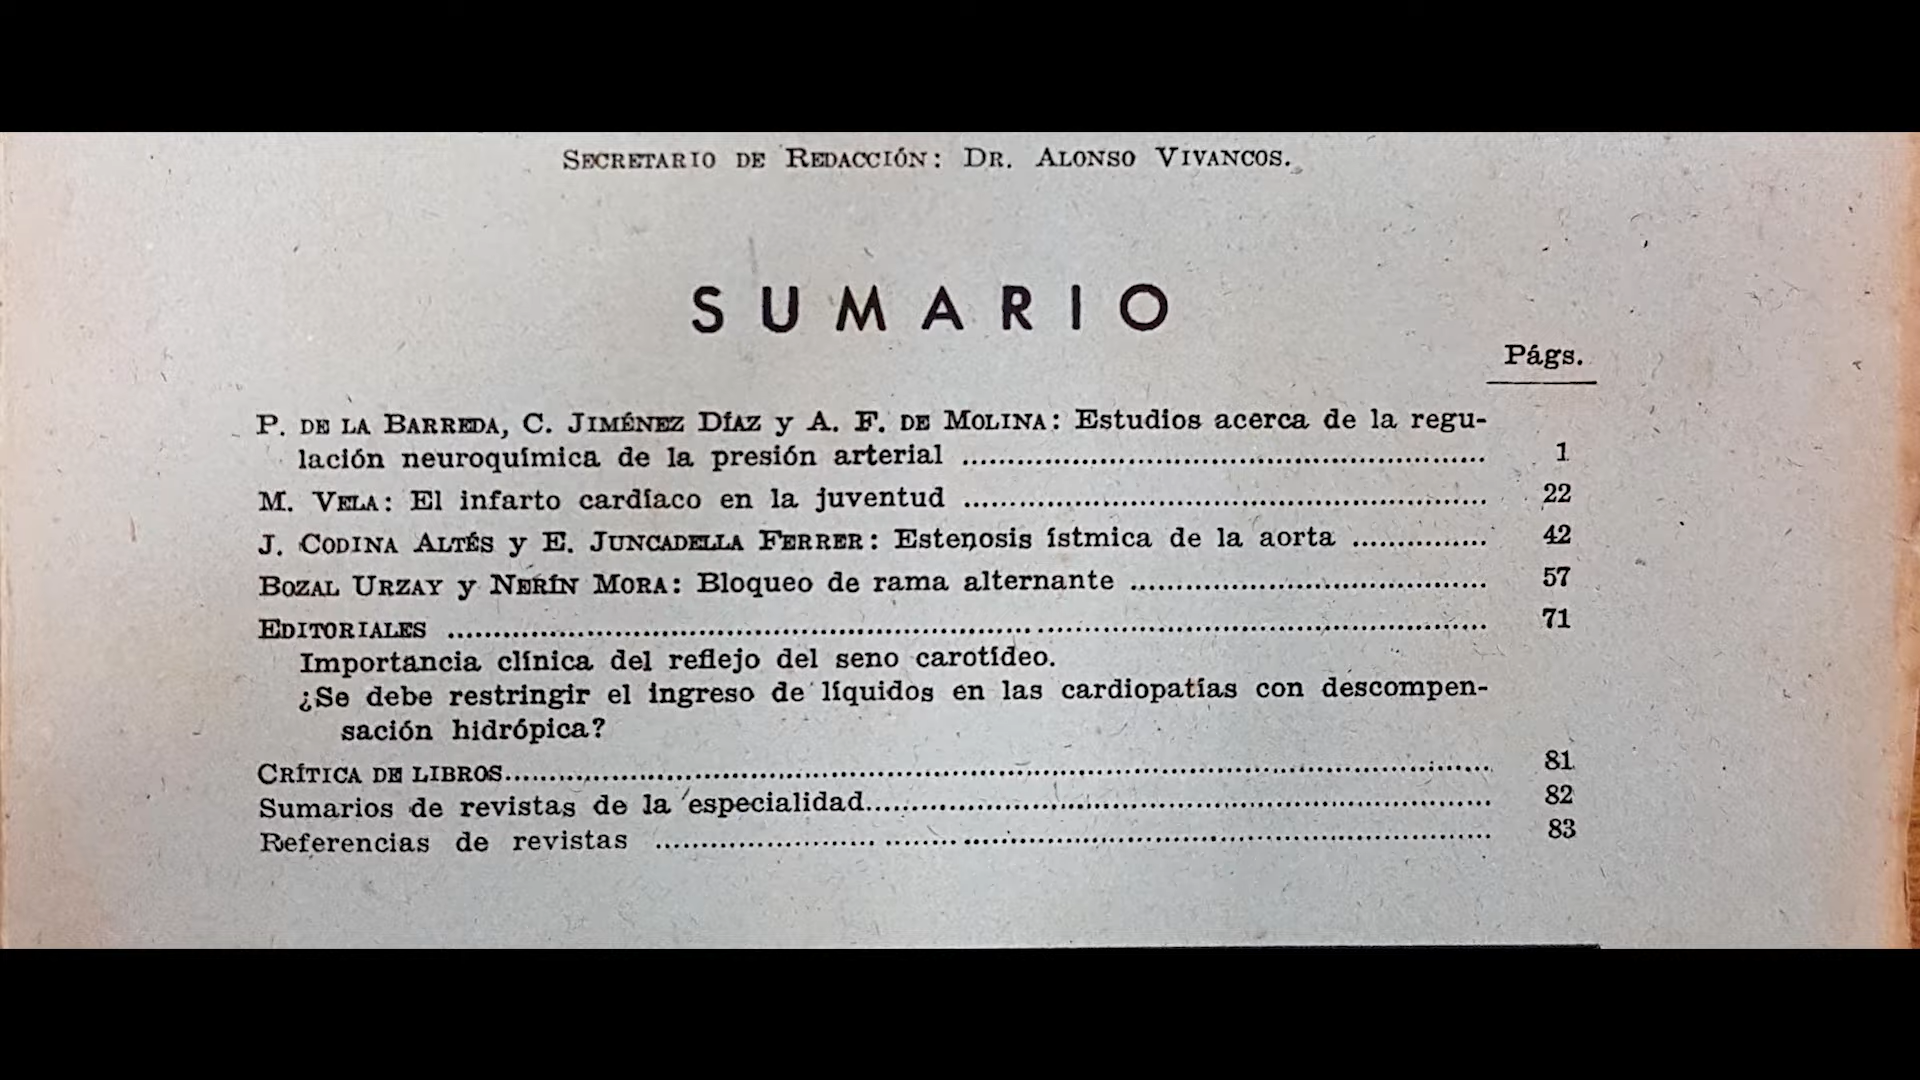 SECRETARIO DE REDACCIÓN: DR. ALONSO VIVANCOS.
SUMARIO
Págs.
P. DE LA BARREDA, C. JIMÉNEZ DÍAZ y A. F. DE MOLINA: Estudios acerca de la regu-
lación neuroquímica de la presión arterial ........ 1
M. VELA: El infarto cardíaco en la juventud ........ 22
J. CODINA ALTÉS y E. JUNCADELLA FERRER: Estenosis ístmica de la aorta ........ 42
BOZAL URZAY y NERÍN MORA: Bloqueo de rama alternante ........ 57
EDITORIALES ........ 71
Importancia clínica del reflejo del seno carotídeo.
¿Se debe restringir el ingreso de líquidos en las cardiopatías con descompen-
sación hidrópica?
CRÍTICA DE LIBROS........ 81
Sumarios de revistas de la especialidad........ 82
Referencias de revistas ........ 83